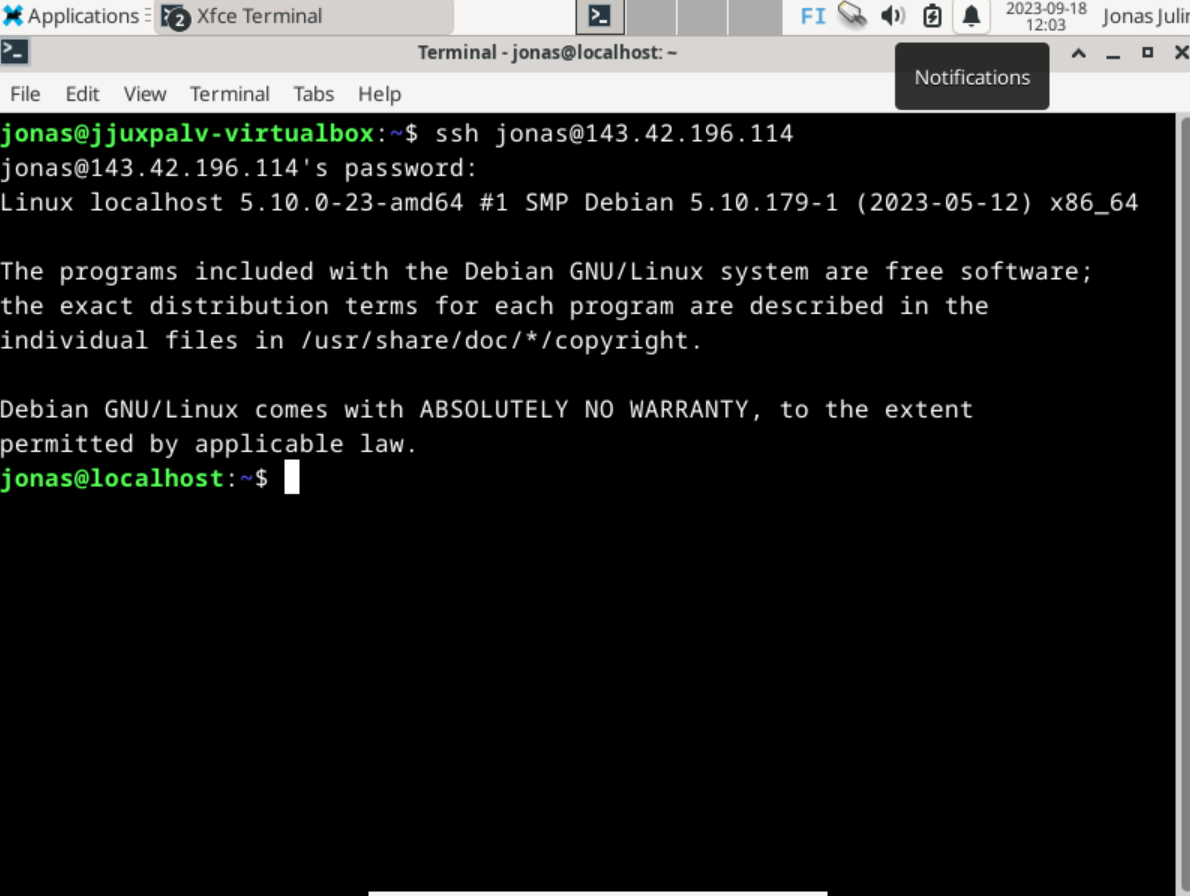 Applications
2 Xfce Terminal
FI
2023-09-18
12:03
Jonas Julin
Terminal - jonas@localhost: ~
Notifications
File Edit View Terminal Tabs Help
jonas@jjuxpalv-virtualbox:~$ ssh jonas@143.42.196.114
jonas@143.42.196.114's password:
Linux localhost 5.10.0-23-amd64 #1 SMP Debian 5.10.179-1 (2023-05-12) x86_64
The programs included with the Debian GNU/Linux system are free software;
the exact distribution terms for each program are described in the
individual files in /usr/share/doc/*/copyright.
Debian GNU/Linux comes with ABSOLUTELY NO WARRANTY, to the extent
permitted by applicable law.
jonas@localhost:~$